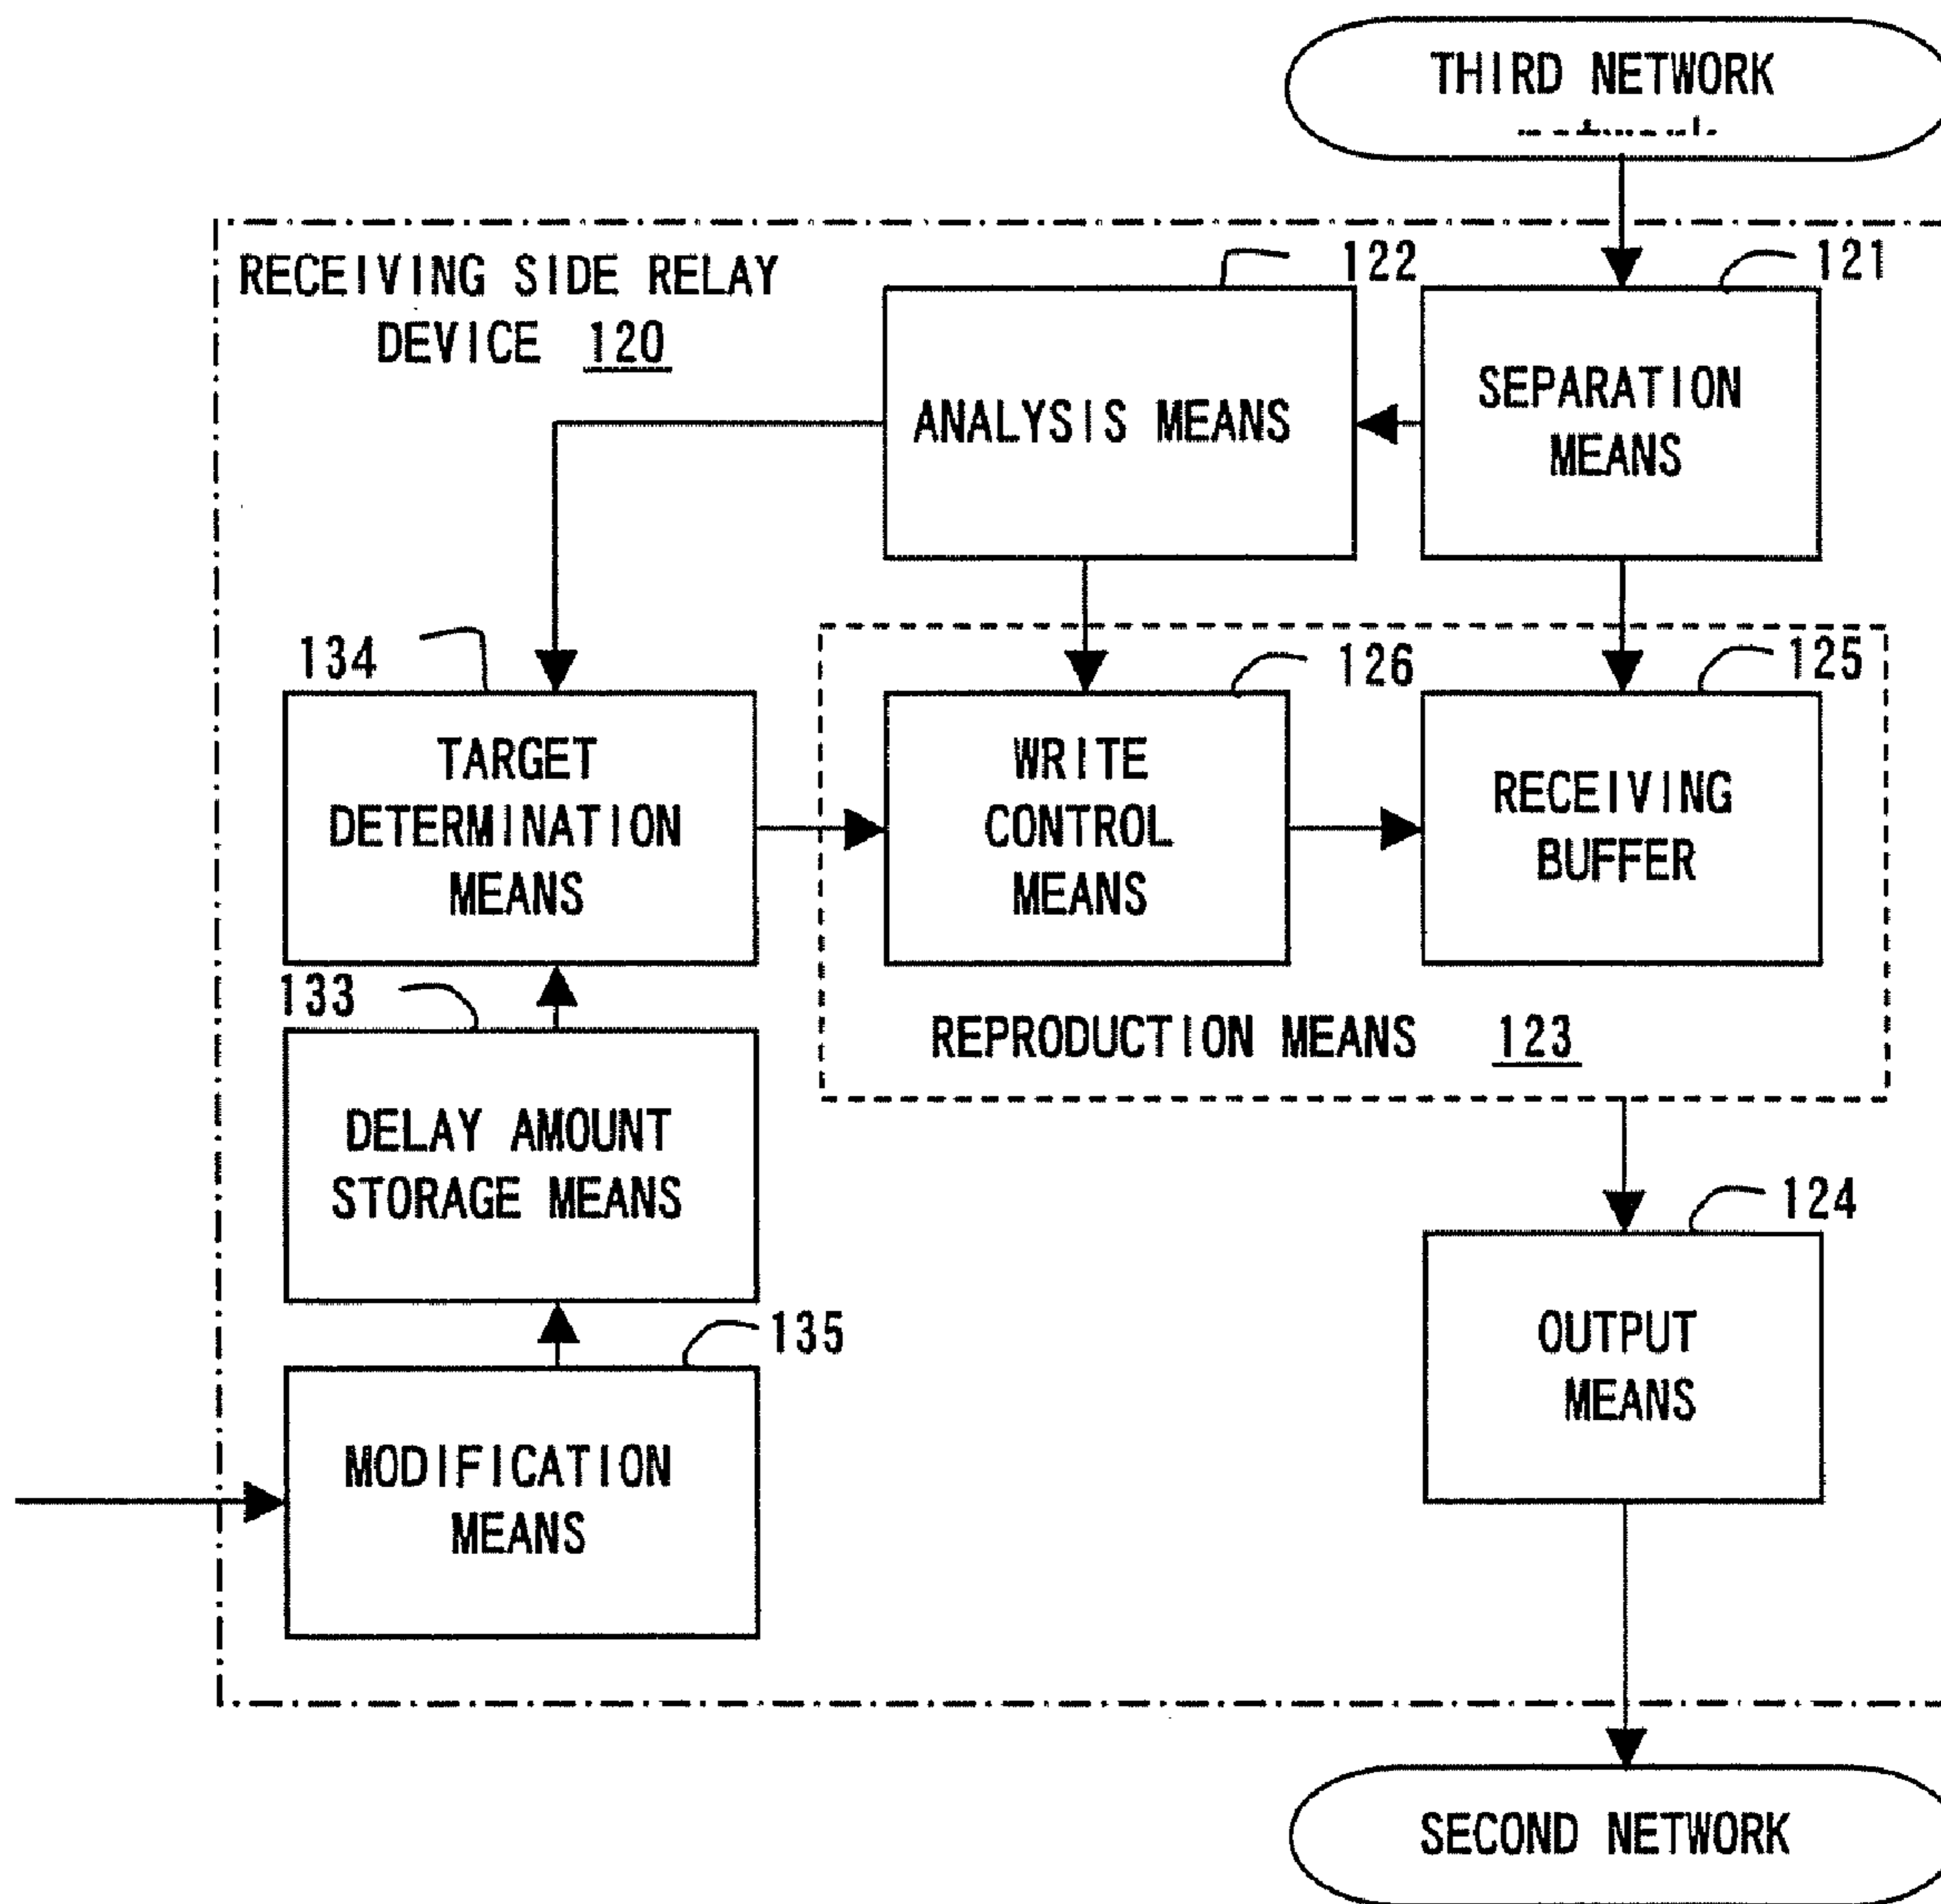 THIRD NETWORK
RECEIVING SIDE RELAY
DEVICE 120
122
121
ANALYSIS MEANS
SEPARATION
MEANS
134
126
125
TARGET
DETERMINATION
MEANS
WRITE
CONTROL
MEANS
RECEIVING
BUFFER
133
REPRODUCTION MEANS 123
DELAY AMOUNT
STORAGE MEANS
124
135
OUTPUT
MEANS
MODIFICATION
MEANS
SECOND NETWORK